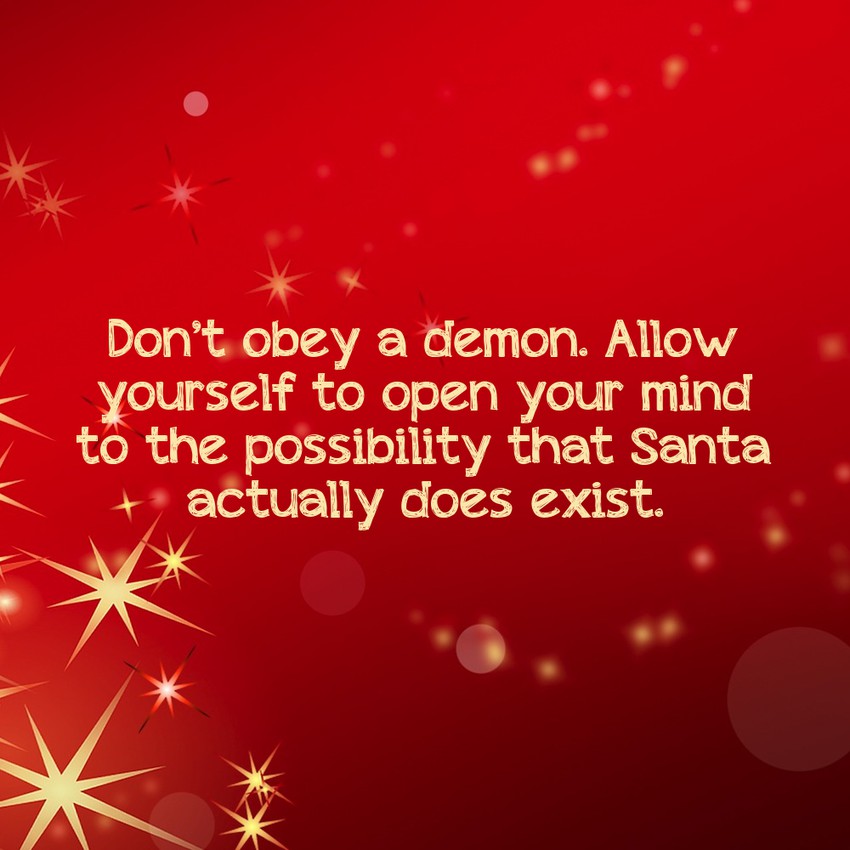 Don't obey a demon. Allow
yourself to open your mind
to the possibility that Santa
actually does exist.